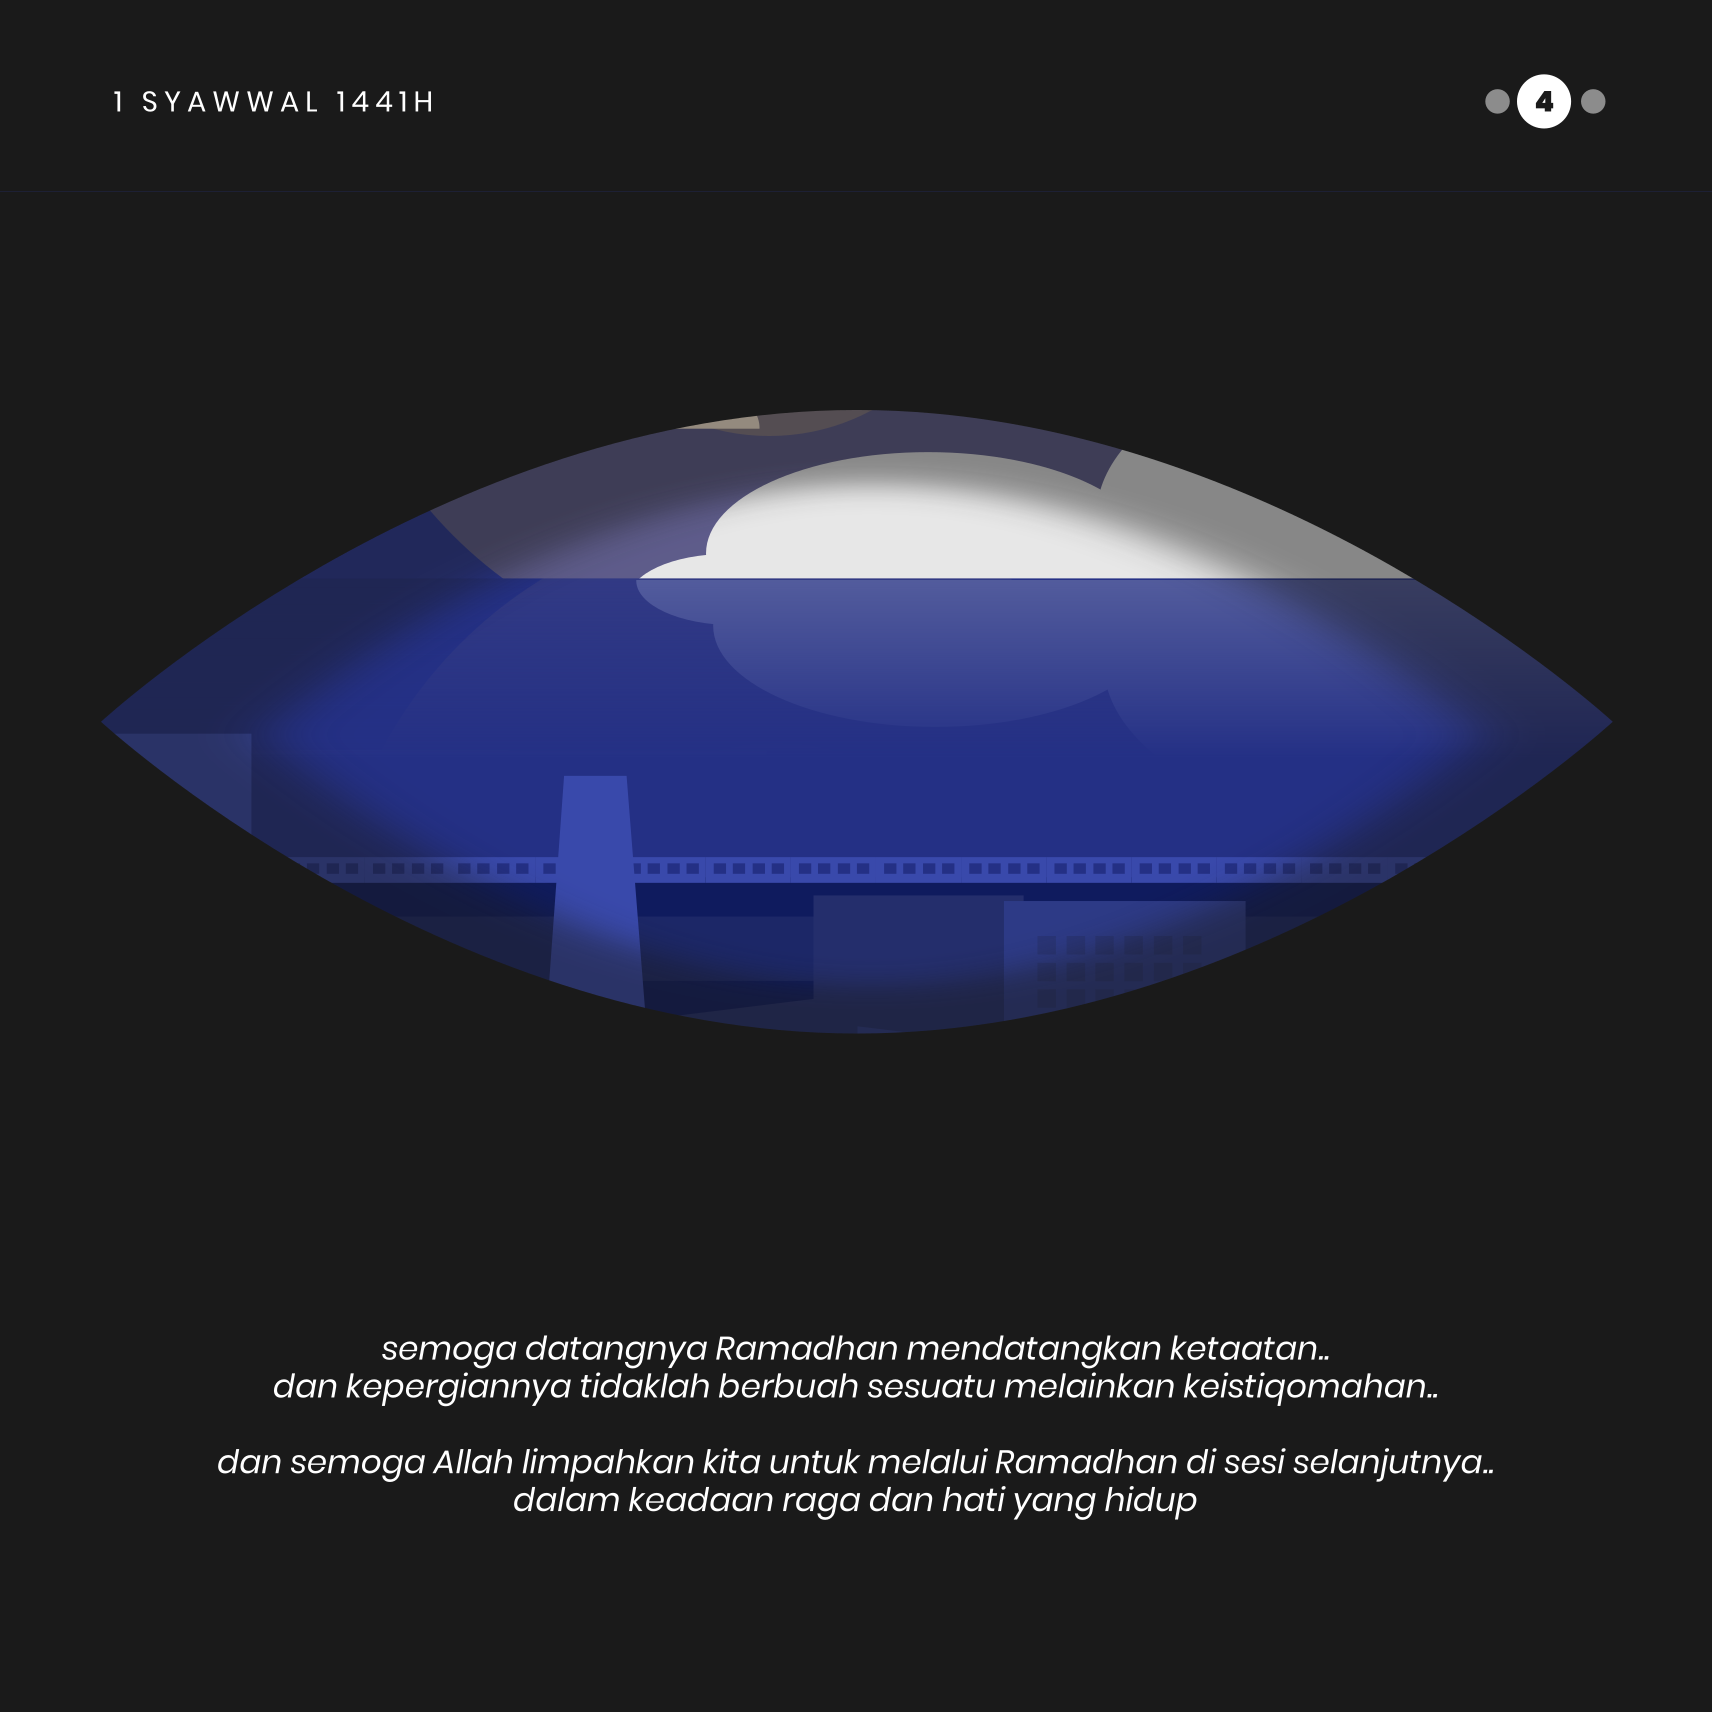 1 SYAWWAL 1441H
4
semoga datangnya Ramadhan mendatangkan ketaatan..
dan kepergiannya tidaklah berbuah sesuatu melainkan keistiqomahan..
dan semoga Allah limpahkan kita untuk melalui Ramadhan di sesi selanjutnya..
dalam keadaan raga dan hati yang hidup